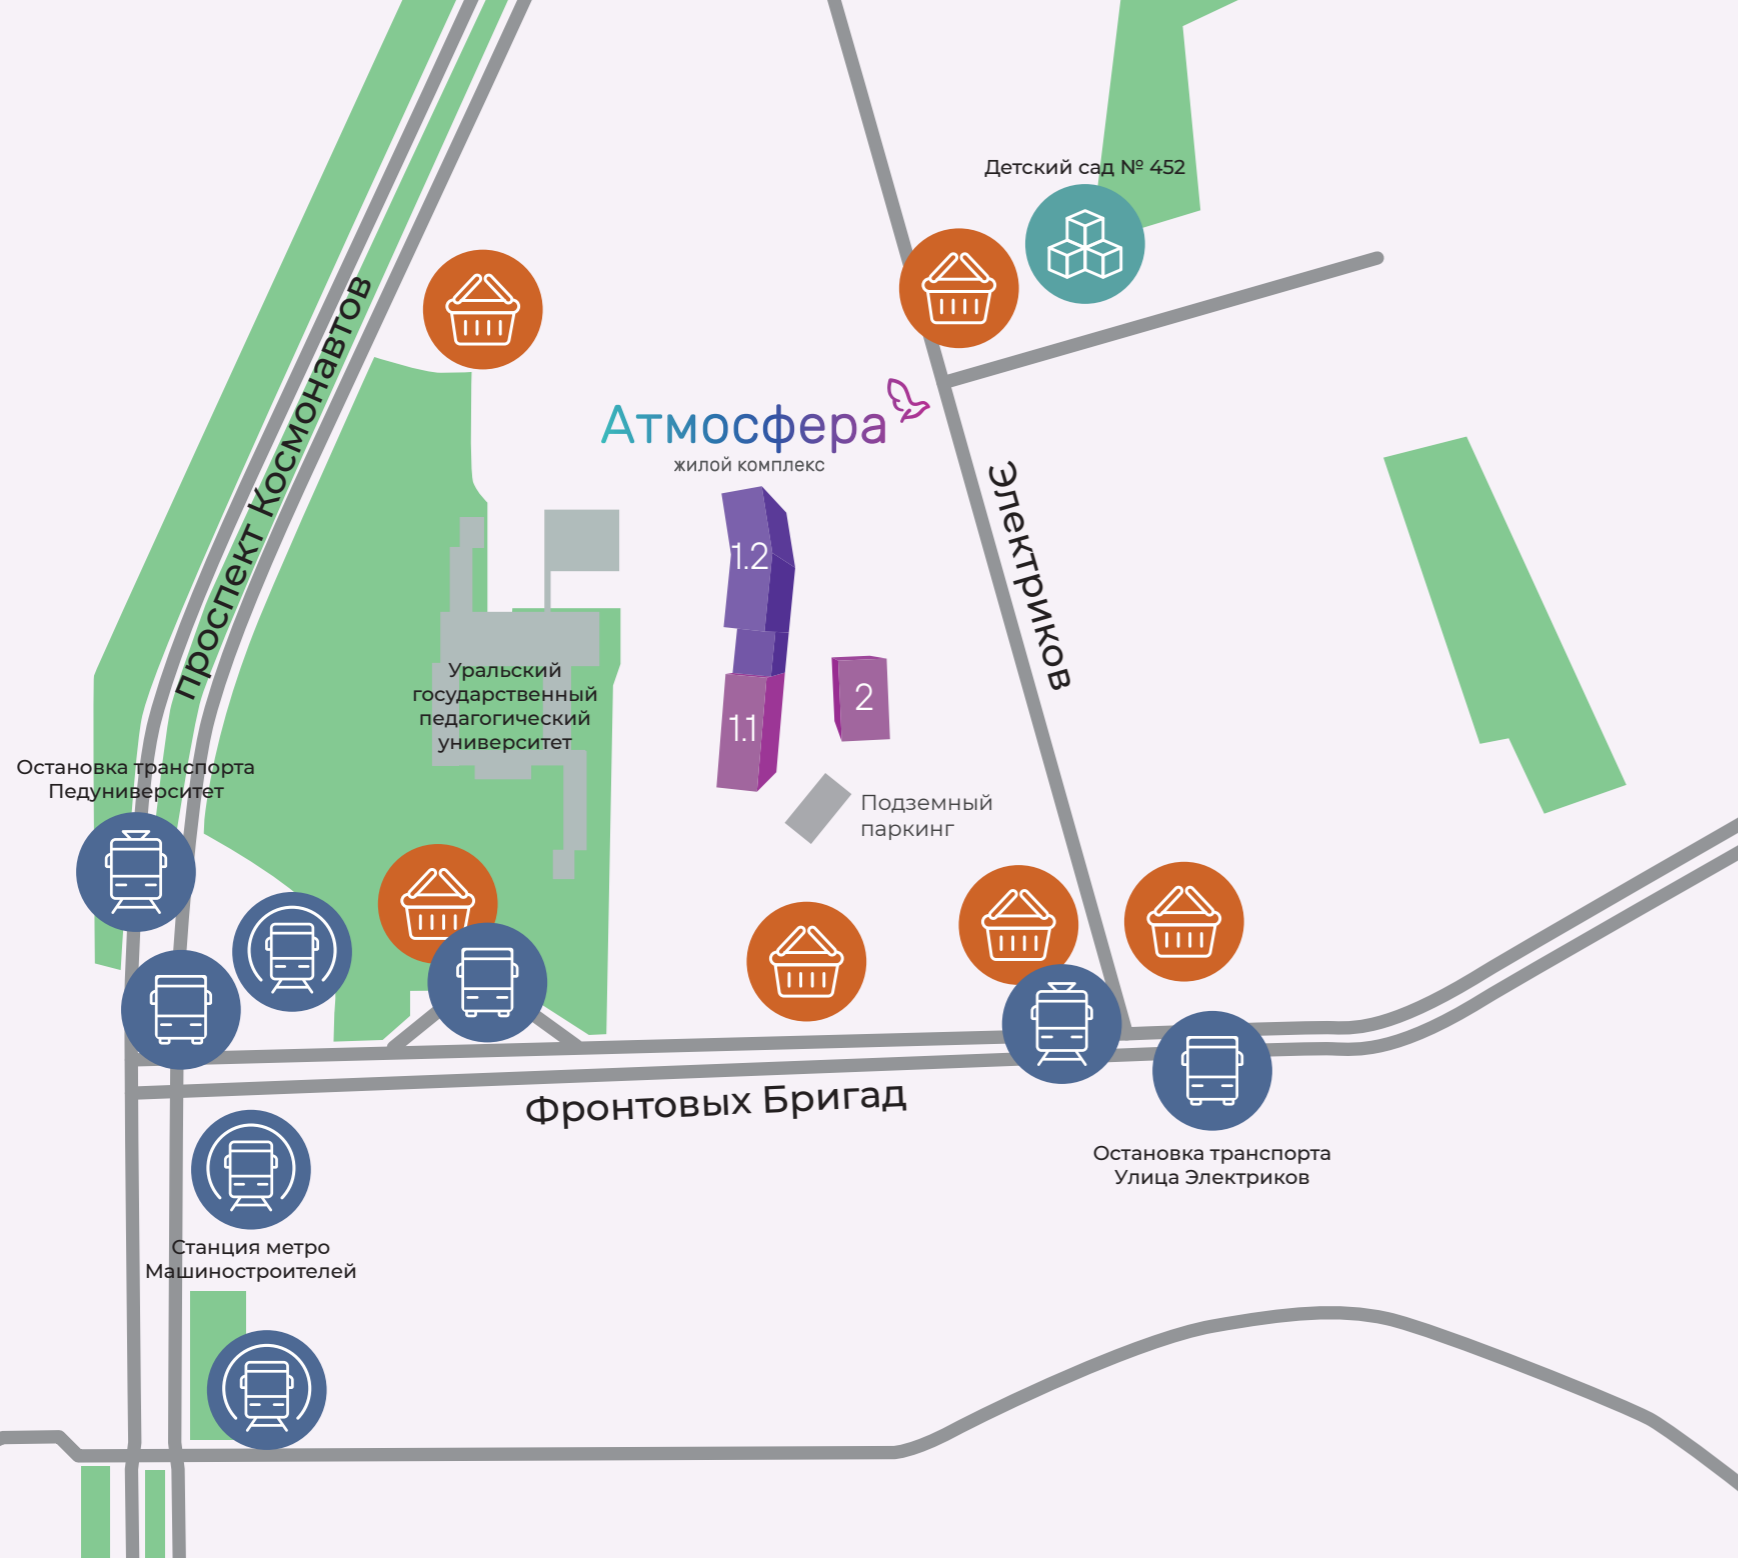 Детский сад № 452
проспект Космонавтов
Атмосфера
жилой комплекс
Электриков
1.2
Уральский
государственный
педагогический
университет
2
1.1
Остановка транспорта
Педуниверситет
Подземный
паркинг
Фронтовых Бригад
Остановка транспорта
Улица Электриков
Станция метро
Машиностроителей